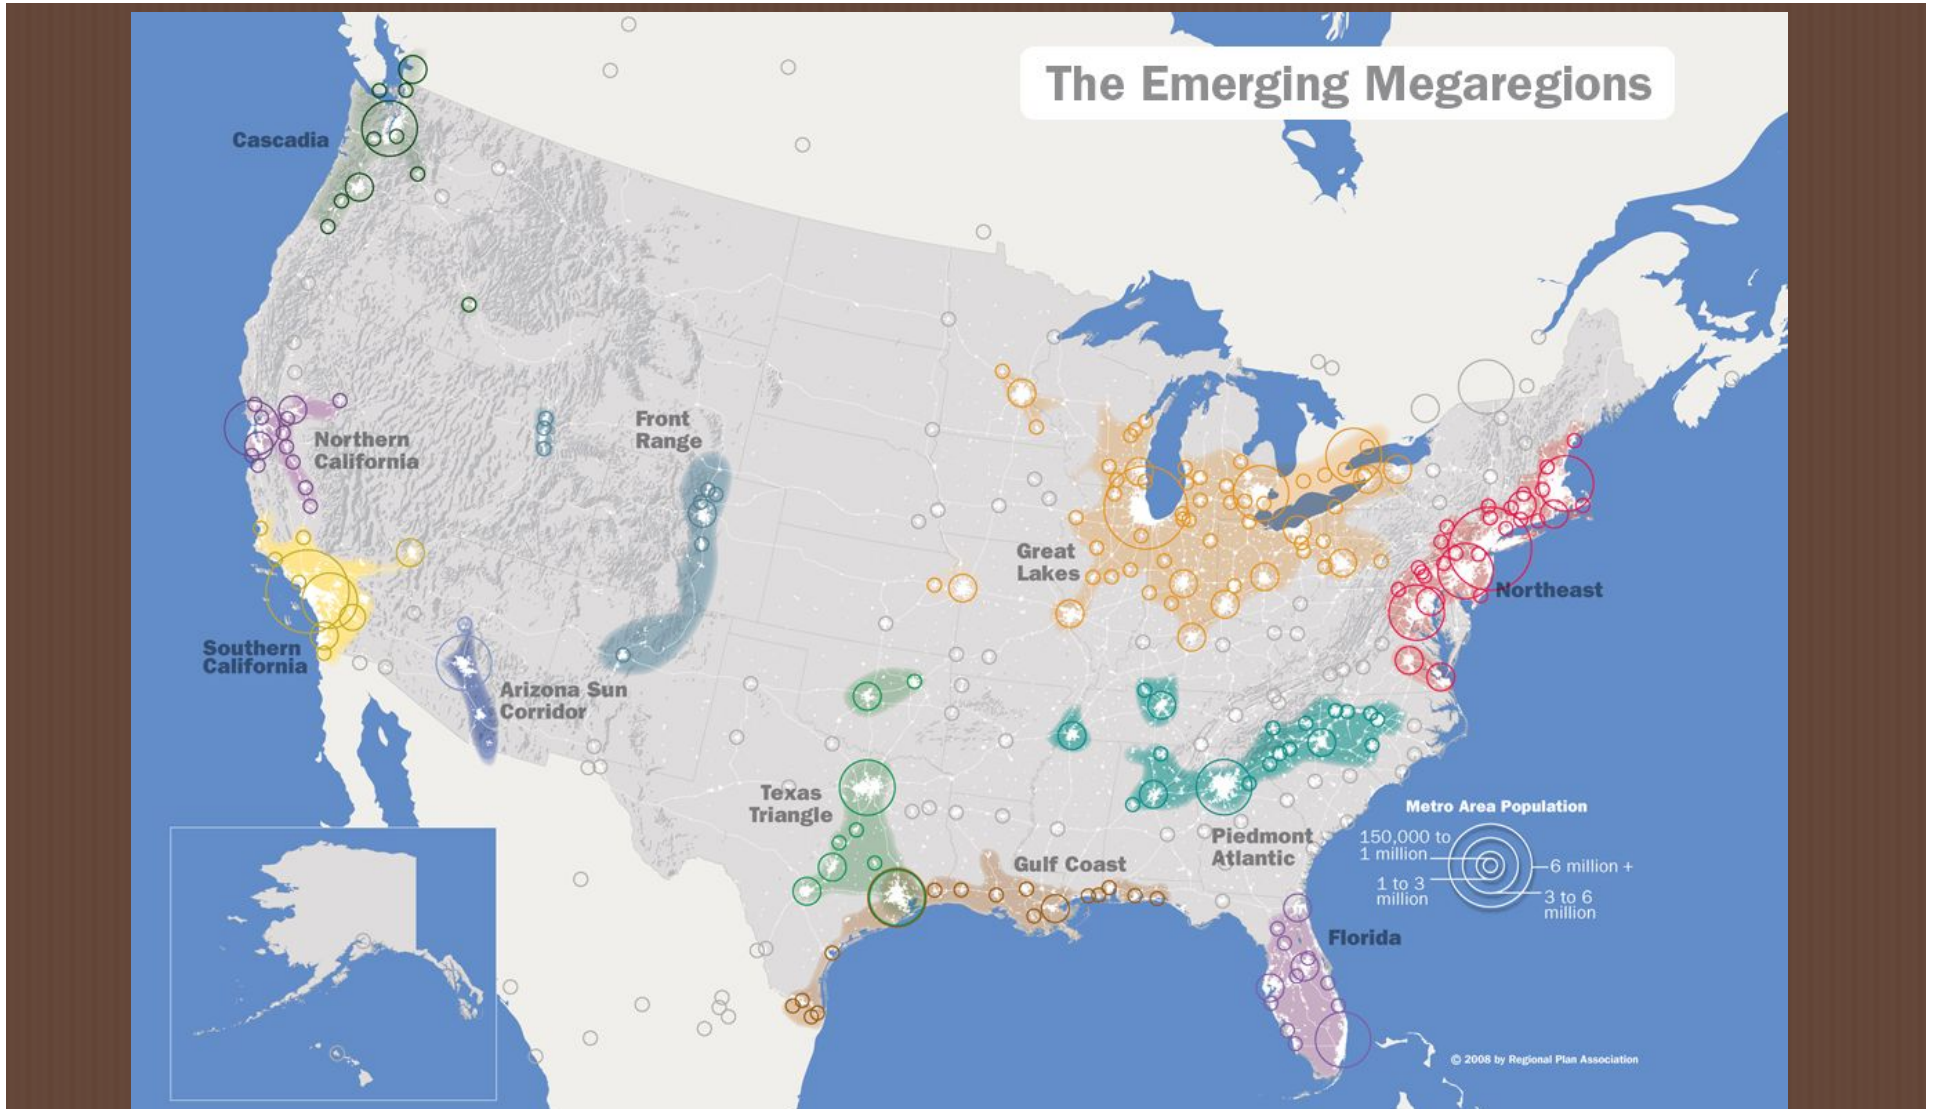 The Emerging Megaregions
Cascadia
Northern
California
Front
Range
Great
Lakes
Northeast
Southern
California
Arizona Sun
Corridor
Texas
Triangle
Gulf Coast
Piedmont
Atlantic
Florida
Metro Area Population
150,000 to
1 million
1 to 3
million
6 million +
3 to 6
million
© 2008 by Regional Plan Association